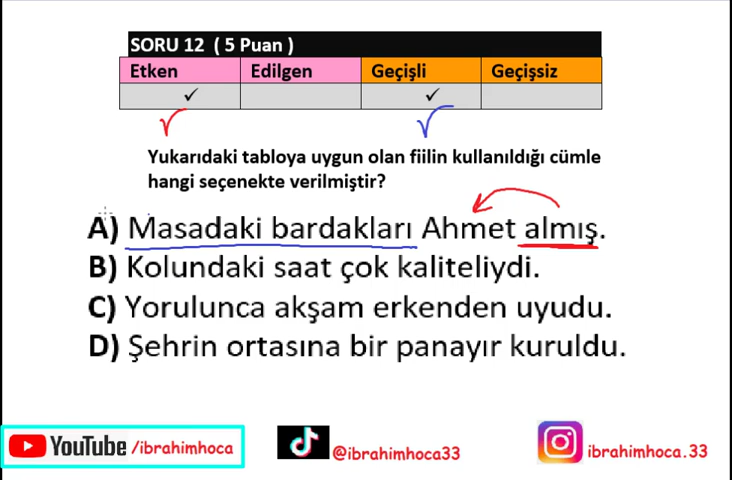 SORU 12 ( 5 Puan )
Etken Edilgen Geçişli Geçişsiz
✓ ✓
Yukarıdaki tabloya uygun olan fiilin kullanıldığı cümle
hangi seçenekte verilmiştir?
A) Masadaki bardakları Ahmet almış.
B) Kolundaki saat çok kaliteliydi.
C) Yorulunca akşam erkenden uyudu.
D) Şehrin ortasına bir panayır kuruldu.
YouTube /ibrahimhoca @ibrahimhoca33 ibrahimhoca.33